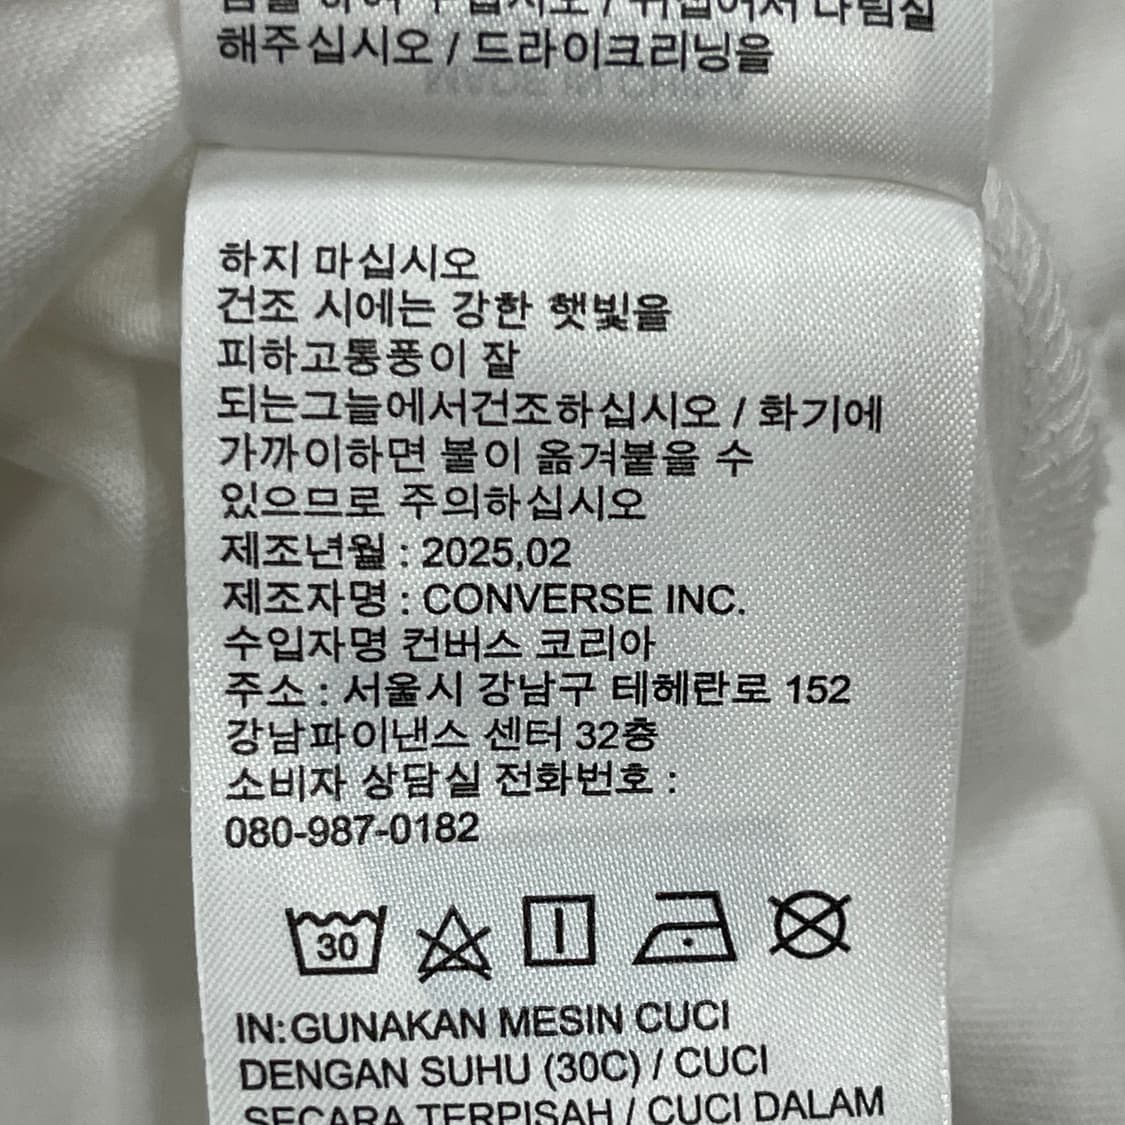 해주십시오 / 드라이크리닝을
하지 마십시오
건조 시에는 강한 햇빛을
피하고통풍이 잘
되는그늘에서건조하십시오 / 화기에
가까이하면 불이 옮겨붙을 수
있으므로 주의하십시오
제조년월 : 2025,02
제조자명 : CONVERSE INC.
수입자명 컨버스 코리아
주소 : 서울시 강남구 테헤란로 152
강남파이낸스 센터 32층
소비자 상담실 전화번호 :
080-987-0182
30
IN:GUNAKAN MESIN CUCI
DENGAN SUHU (30C) / CUCI
SECARA TERPISAH / CUCI DALAM